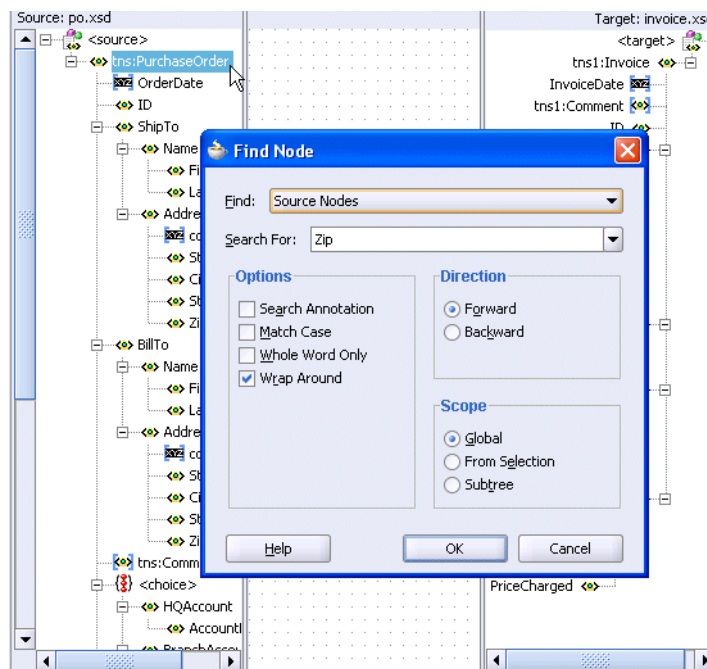 Source: po.xsd
Target: invoice.xs
<source>
<target>
tns:PurchaseOrder
tns1:Invoice
OrderDate
InvoiceDate
ID
tns1:Comment
ShipTo
ID
Name
Fi
La
Addre
co
St
Ci
St
Zi
BillTo
Name
Fi
La
Addre
co
St
Ci
St
Zi
tns:Comm
<choice>
HQAccount
Account
BranchAccou
PriceCharged
Find Node
Find:
Source Nodes
Search For:
Zip
Options
Search Annotation
Match Case
Whole Word Only
Wrap Around
Direction
Forward
Backward
Scope
Global
From Selection
Subtree
Help
OK
Cancel